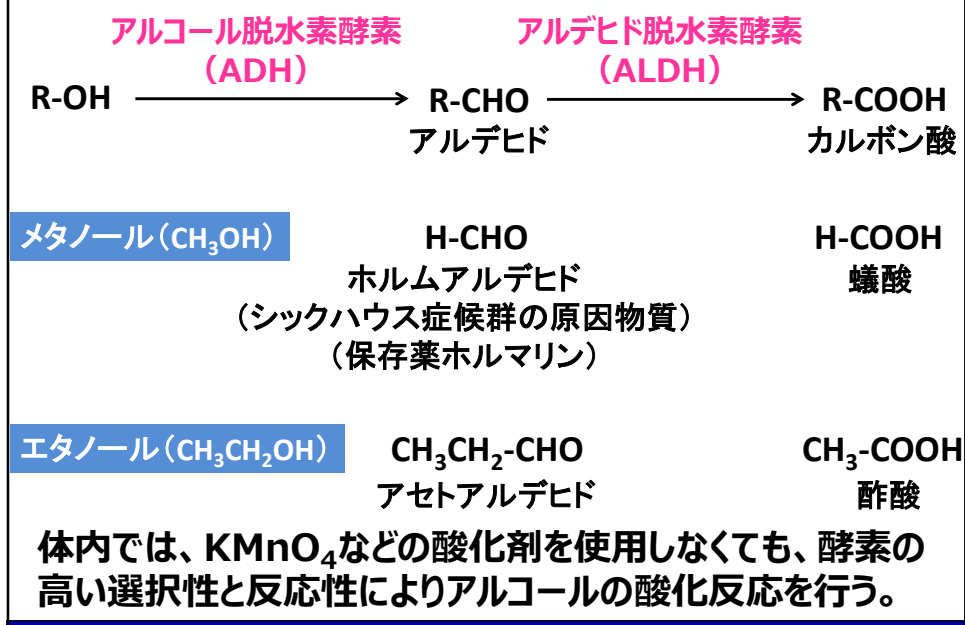 アルコール脱水素酵素 アルデヒド脱水素酵素
(ADH) (ALDH)
R-OH → R-CHO → R-COOH
アルデヒド カルボン酸
メタノール(CH₃OH) H-CHO H-COOH
ホルムアルデヒド 蟻酸
(シックハウス症候群の原因物質)
(保存薬ホルマリン)
エタノール(CH₃CH₂OH) CH₃CH₂-CHO CH₃-COOH
アセトアルデヒド 酢酸
体内では、KMnO₄などの酸化剤を使用しなくても、酵素の
高い選択性と反応性によりアルコールの酸化反応を行う。